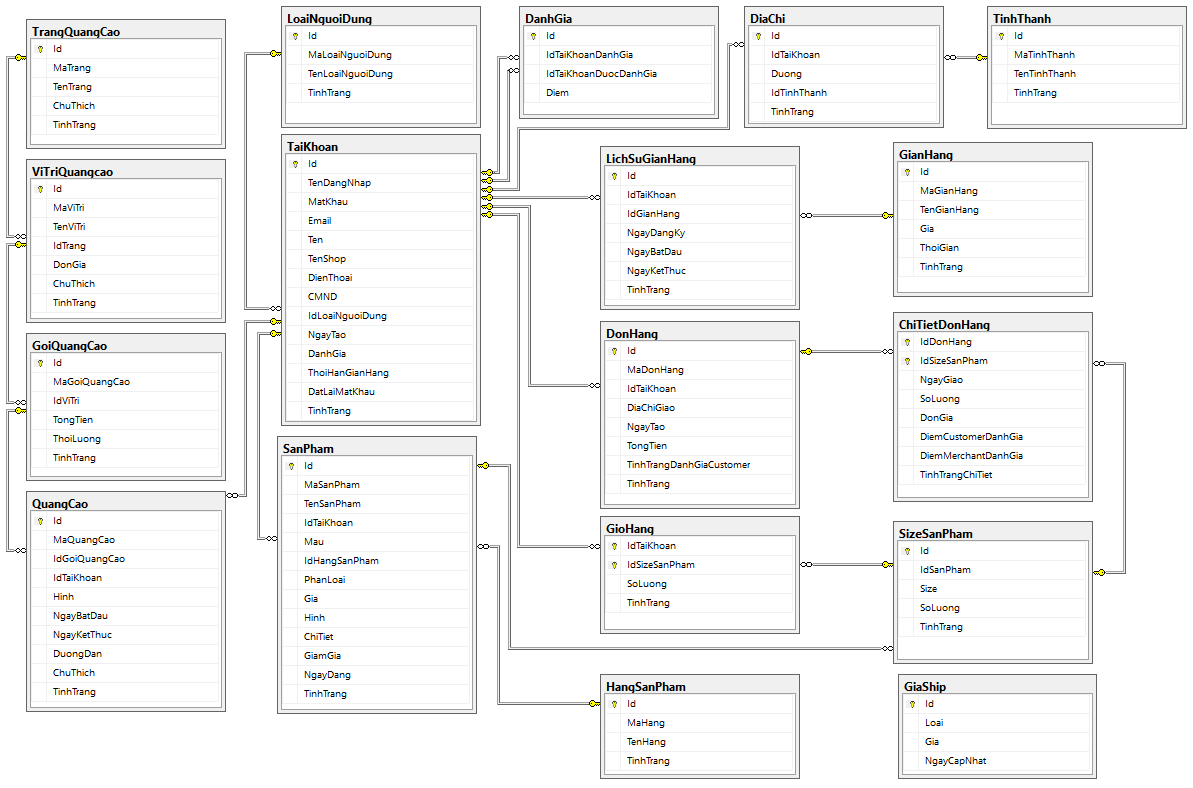 TrangQuangCao
Id
MaTrang
TenTrang
ChuThich
TinhTrang
ViTriQuangcao
Id
MaViTri
TenViTri
IdTrang
DonGia
ChuThich
TinhTrang
GoiQuangCao
Id
MaGoiQuangCao
IdViTri
TongTien
ThoiLuong
TinhTrang
QuangCao
Id
MaQuangCao
IdGoiQuangCao
IdTaiKhoan
Hinh
NgayBatDau
NgayKetThuc
DuongDan
ChuThich
TinhTrang
LoaiNguoiDung
Id
MaLoaiNguoiDung
TenLoaiNguoiDung
TinhTrang
TaiKhoan
Id
TenDangNhap
MatKhau
Email
Ten
TenShop
DienThoai
CMND
IdLoaiNguoiDung
NgayTao
DanhGia
ThoiHanGianHang
DatLaiMatKhau
TinhTrang
SanPham
Id
MaSanPham
TenSanPham
IdTaiKhoan
Mau
IdHangSanPham
PhanLoai
Gia
Hinh
ChiTiet
GiamGia
NgayDang
TinhTrang
DanhGia
Id
IdTaiKhoanDanhGia
IdTaiKhoanDuocDanhGia
Diem
DiaChi
Id
IdTaiKhoan
Duong
IdTinhThanh
TinhTrang
TinhThanh
Id
MaTinhThanh
TenTinhThanh
TinhTrang
LichSuGianHang
Id
IdTaiKhoan
IdGianHang
NgayDangKy
NgayBatDau
NgayKetThuc
TinhTrang
GianHang
Id
MaGianHang
TenGianHang
Gia
ThoiGian
TinhTrang
DonHang
Id
MaDonHang
IdTaiKhoan
DiaChiGiao
NgayTao
TongTien
TinhTrangDanhGiaCustomer
TinhTrang
ChiTietDonHang
IdDonHang
IdSizeSanPham
NgayGiao
SoLuong
DonGia
DiemCustomerDanhGia
DiemMerchantDanhGia
TinhTrangChiTiet
GioHang
IdTaiKhoan
IdSizeSanPham
SoLuong
TinhTrang
SizeSanPham
Id
IdSanPham
Size
SoLuong
TinhTrang
HangSanPham
Id
MaHang
TenHang
TinhTrang
GiaShip
Id
Loai
Gia
NgayCapNhat